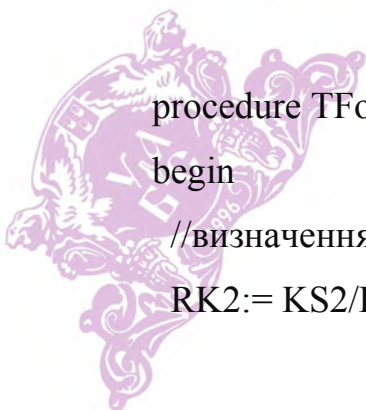 procedure TFo
begin
//визначення
RK2:= KS2/